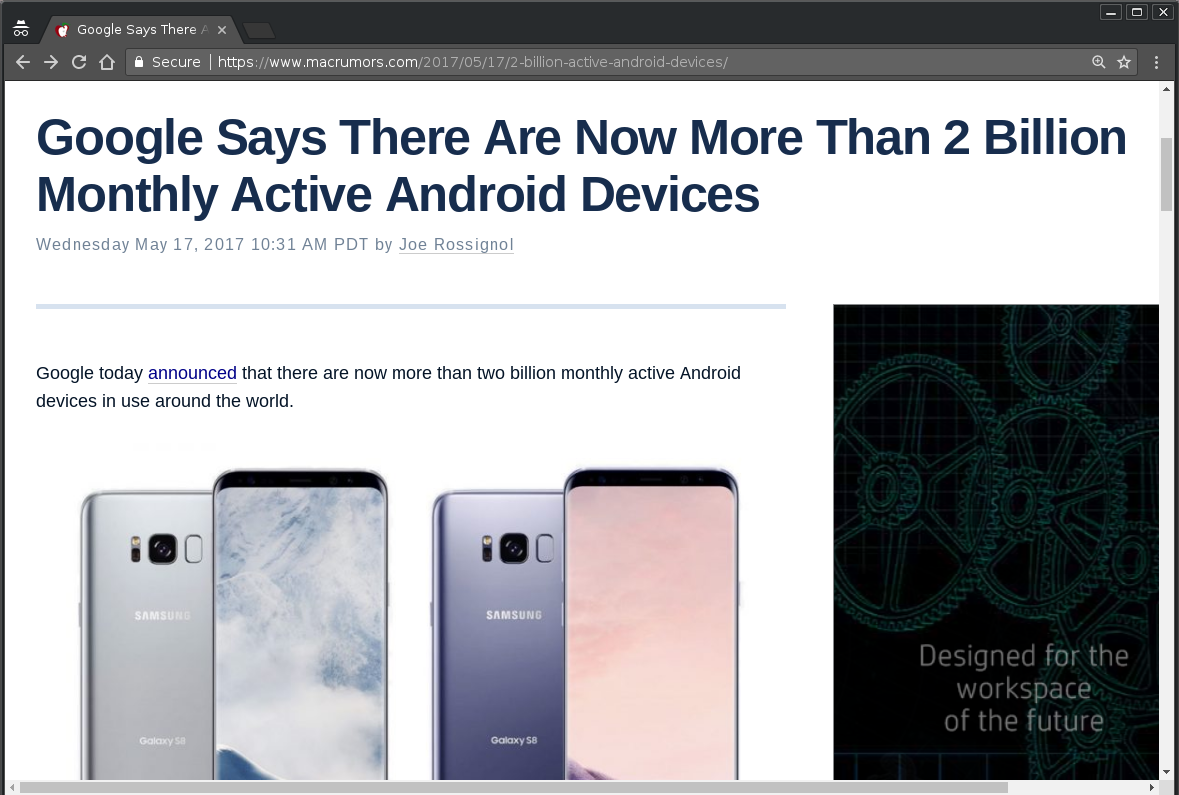 Google Says There A
Secure
https://www.macrumors.com/2017/05/17/2-billion-active-android-devices/
Google Says There Are Now More Than 2 Billion
Monthly Active Android Devices
Wednesday May 17, 2017 10:31 AM PDT by Joe Rossignol
Google today announced that there are now more than two billion monthly active Android
devices in use around the world.
SAMSUNG
Galaxy S8
SAMSUNG
Galaxy S8
Designed for the
workspace
of the future